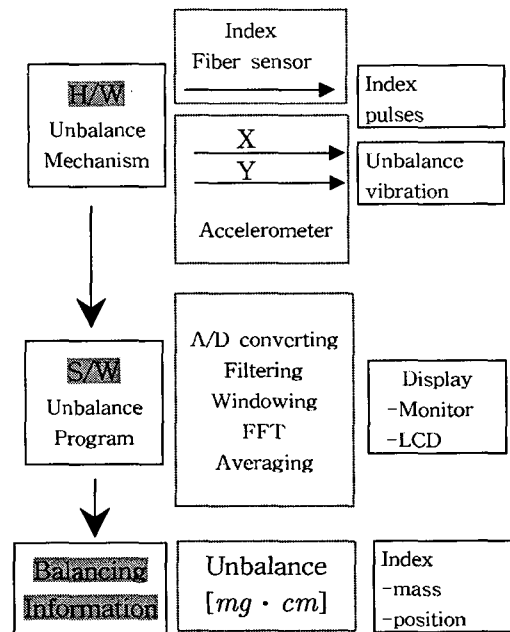 H/W
Unbalance
Mechanism
Index
Fiber sensor
Index
pulses
X
Y
Accelerometer
Unbalance
vibration
S/W
Unbalance
Program
A/D converting
Filtering
Windowing
FFT
Averaging
Display
-Monitor
-LCD
Balancing
Information
Unbalance
[mg · cm]
Index
-mass
-position